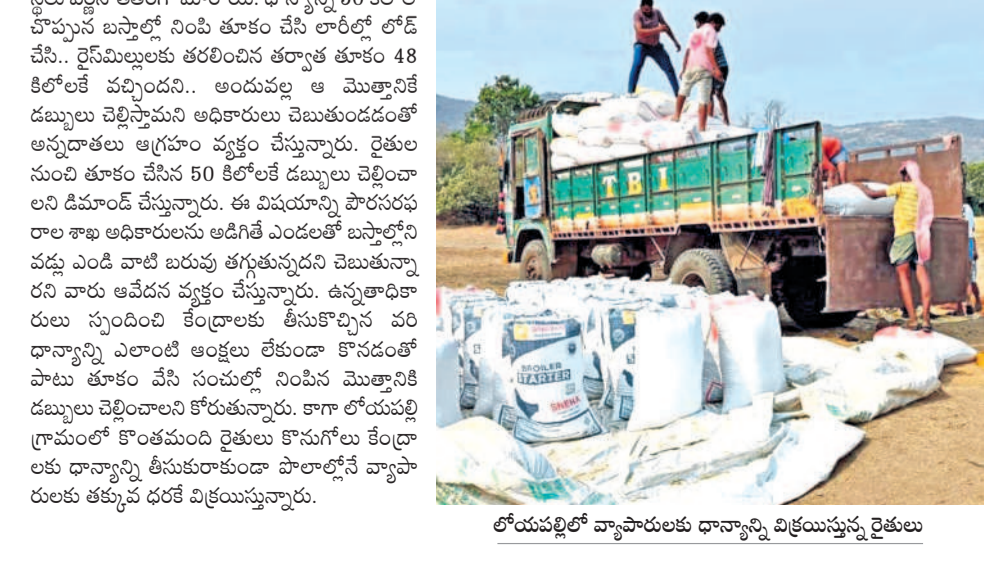 చొప్పున బస్తాల్లో నింపి తూకం చేసి లారీల్లో లోడ్
చేసి.. రైస్‌మిల్లులకు తరలించిన తర్వాత తూకం 48
కిలోలకే వచ్చిందని.. అందువల్ల ఆ మొత్తానికే
డబ్బులు చెల్లిస్తామని అధికారులు చెబుతుండడంతో
అన్నదాతలు ఆగ్రహం వ్యక్తం చేస్తున్నారు. రైతుల
నుంచి తూకం చేసిన 50 కిలోలకే డబ్బులు చెల్లించా
లని డిమాండ్ చేస్తున్నారు. ఈ విషయాన్ని పౌరసరఫ
రాల శాఖ అధికారులను అడిగితే ఎండలతో బస్తాల్లోని
వడ్లు ఎండి వాటి బరువు తగ్గుతున్నదని చెబుతున్నా
రని వారు ఆవేదన వ్యక్తం చేస్తున్నారు. ఉన్నతాధికా
రులు స్పందించి కేంద్రాలకు తీసుకొచ్చిన వరి
ధాన్యాన్ని ఎలాంటి ఆంక్షలు లేకుండా కొనడంతో
పాటు తూకం వేసి సంచుల్లో నింపిన మొత్తానికి
డబ్బులు చెల్లించాలని కోరుతున్నారు. కాగా లోయపల్లి
గ్రామంలో కొంతమంది రైతులు కొనుగోలు కేంద్రా
లకు ధాన్యాన్ని తీసుకురాకుండా పొలాల్లోనే వ్యాపా
రులకు తక్కువ ధరకే విక్రయిస్తున్నారు.
TBI
BROILER
STARTER
SNEHA
లోయపల్లిలో వ్యాపారులకు ధాన్యాన్ని విక్రయిస్తున్న రైతులు